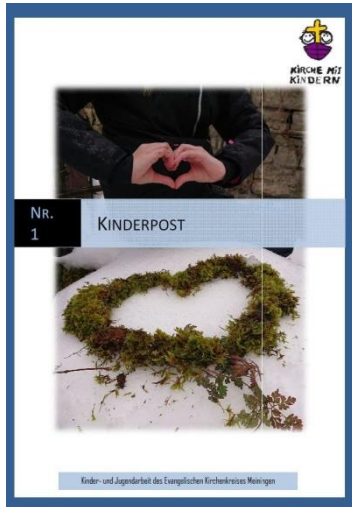 KiRCHE MiT
KiNDERN
NR.
1
KINDERPOST
Kinder- und Jugendarbeit des Evangelischen Kirchenkreises Meiningen